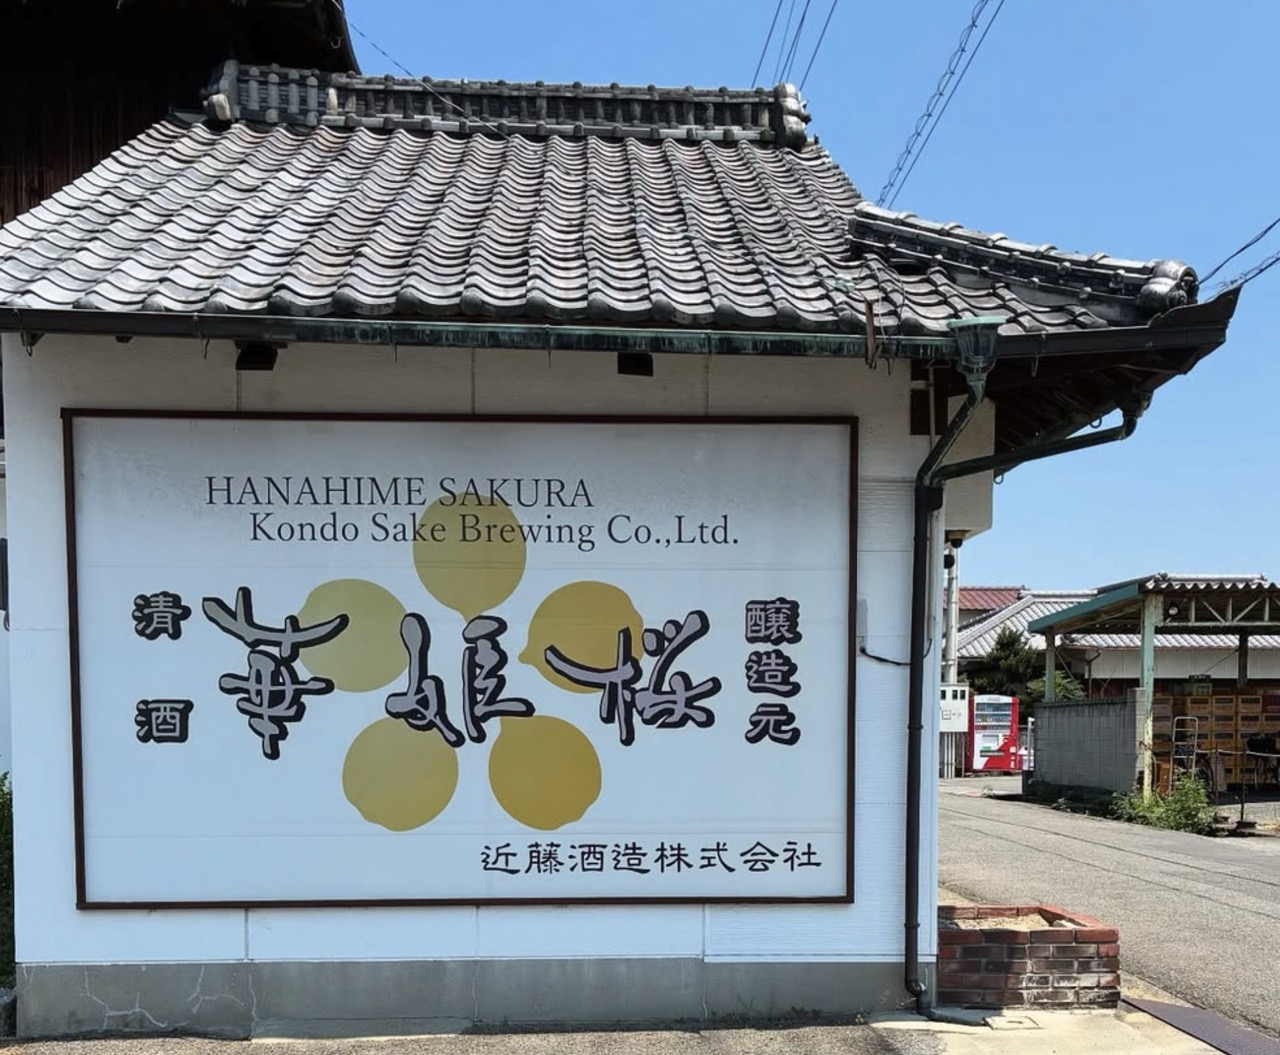 HANAHIME SAKURA
Kondo Sake Brewing Co.,Ltd.
清酒
華姫桜
醸造元
近藤酒造株式会社